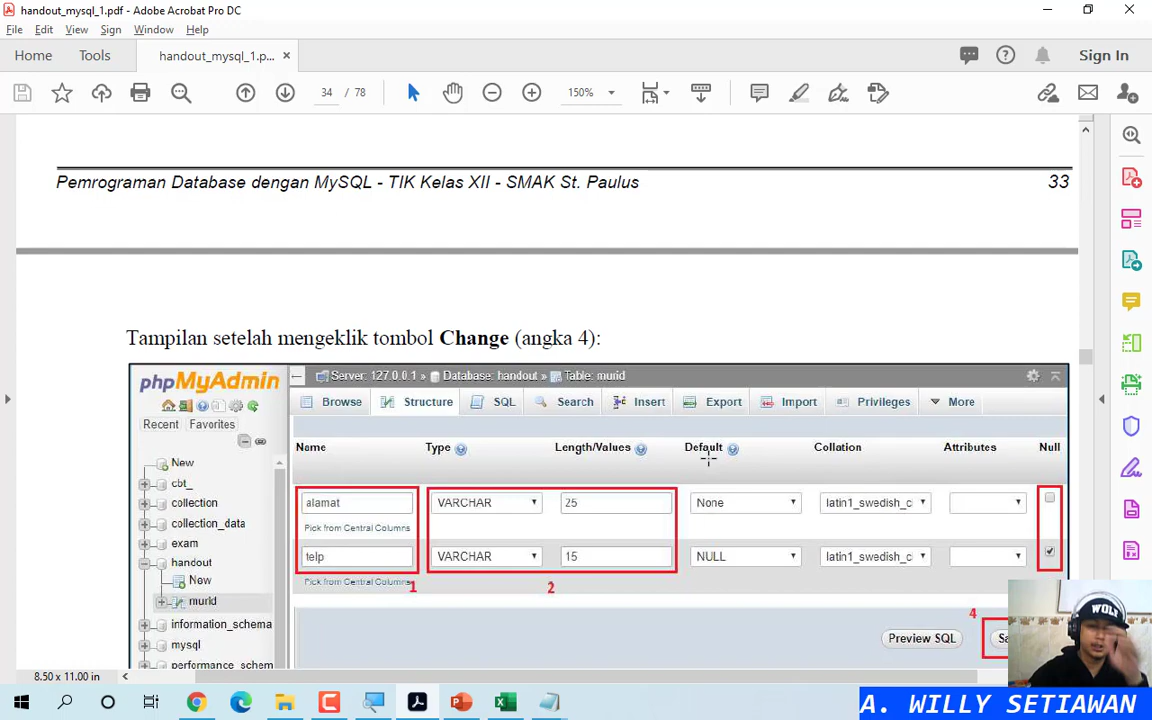 handout_mysql_1.pdf - Adobe Acrobat Pro DC
File Edit View Sign Window Help
Home Tools handout_mysql_1.p... × Sign In
34 / 78 150%
Pemrograman Database dengan MySQL - TIK Kelas XII - SMAK St. Paulus 33
Tampilan setelah mengeklik tombol Change (angka 4):
phpMyAdmin
Server: 127.0.0.1 » Database: handout » Table: murid
Browse Structure SQL Search Insert Export Import Privileges More
Recent Favorites
New
cbt_
collection
collection_data
exam
handout
New
murid
information_schema
mysql
performance_schem
Name Type Length/Values Default Collation Attributes Null
alamat VARCHAR 25 None latin1_swedish_c
Pick from Central Columns
telp VARCHAR 15 NULL latin1_swedish_c
Pick from Central Columns
1 2
4
Preview SQL Sa
8.50 x 11.00 in
WOLK
A. WILLY SETIAWAN